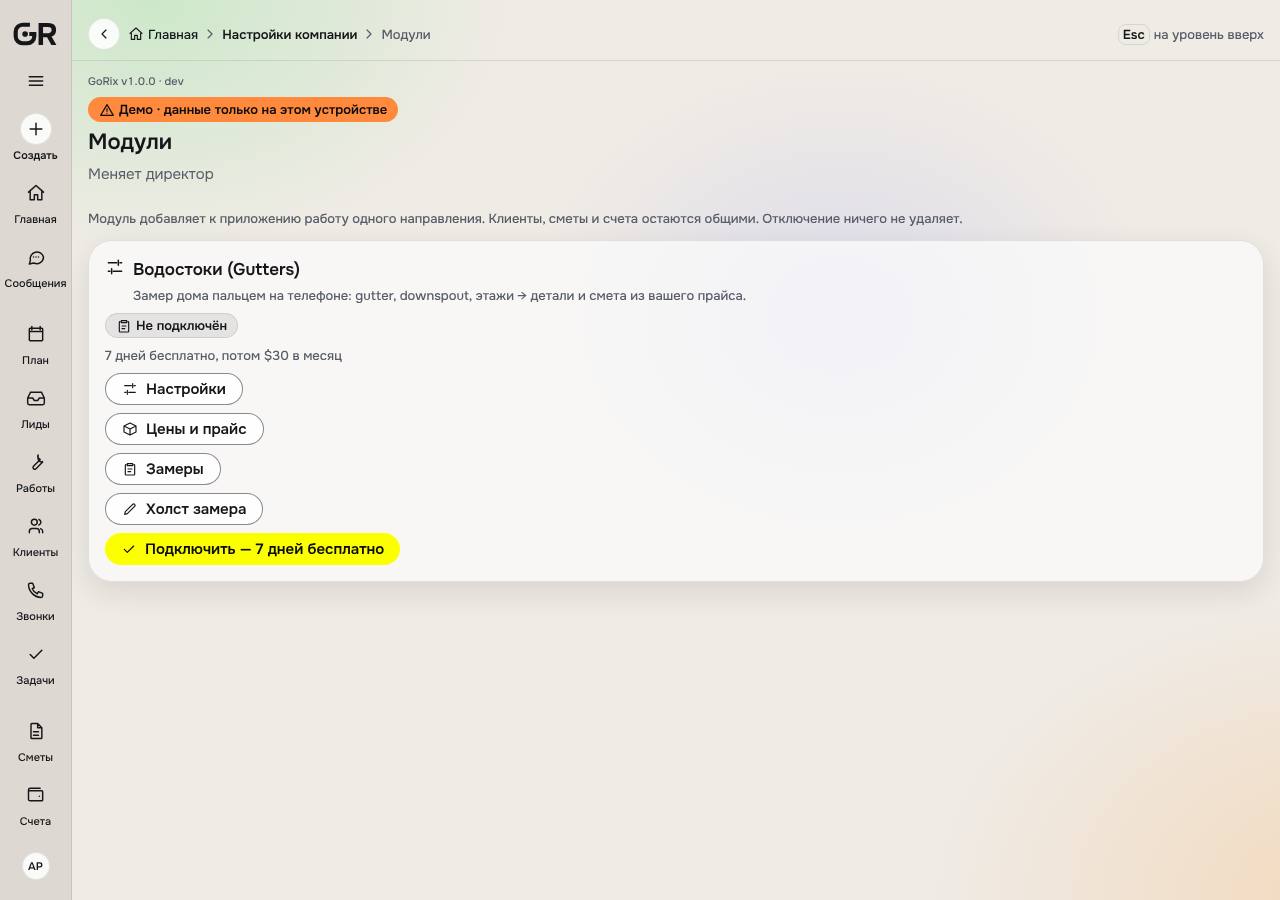 GR
Главная
Настройки компании
Модули
Esc на уровень вверх
GoRix v1.0.0 · dev
Демо · данные только на этом устройстве
Модули
Меняет директор
Модуль добавляет к приложению работу одного направления. Клиенты, сметы и счета остаются общими. Отключение ничего не удаляет.
Водостоки (Gutters)
Замер дома пальцем на телефоне: gutter, downspout, этажи → детали и смета из вашего прайса.
Не подключён
7 дней бесплатно, потом $30 в месяц
Настройки
Цены и прайс
Замеры
Холст замера
Подключить — 7 дней бесплатно
Создать
Главная
Сообщения
План
Лиды
Работы
Клиенты
Звонки
Задачи
Сметы
Счета
AP